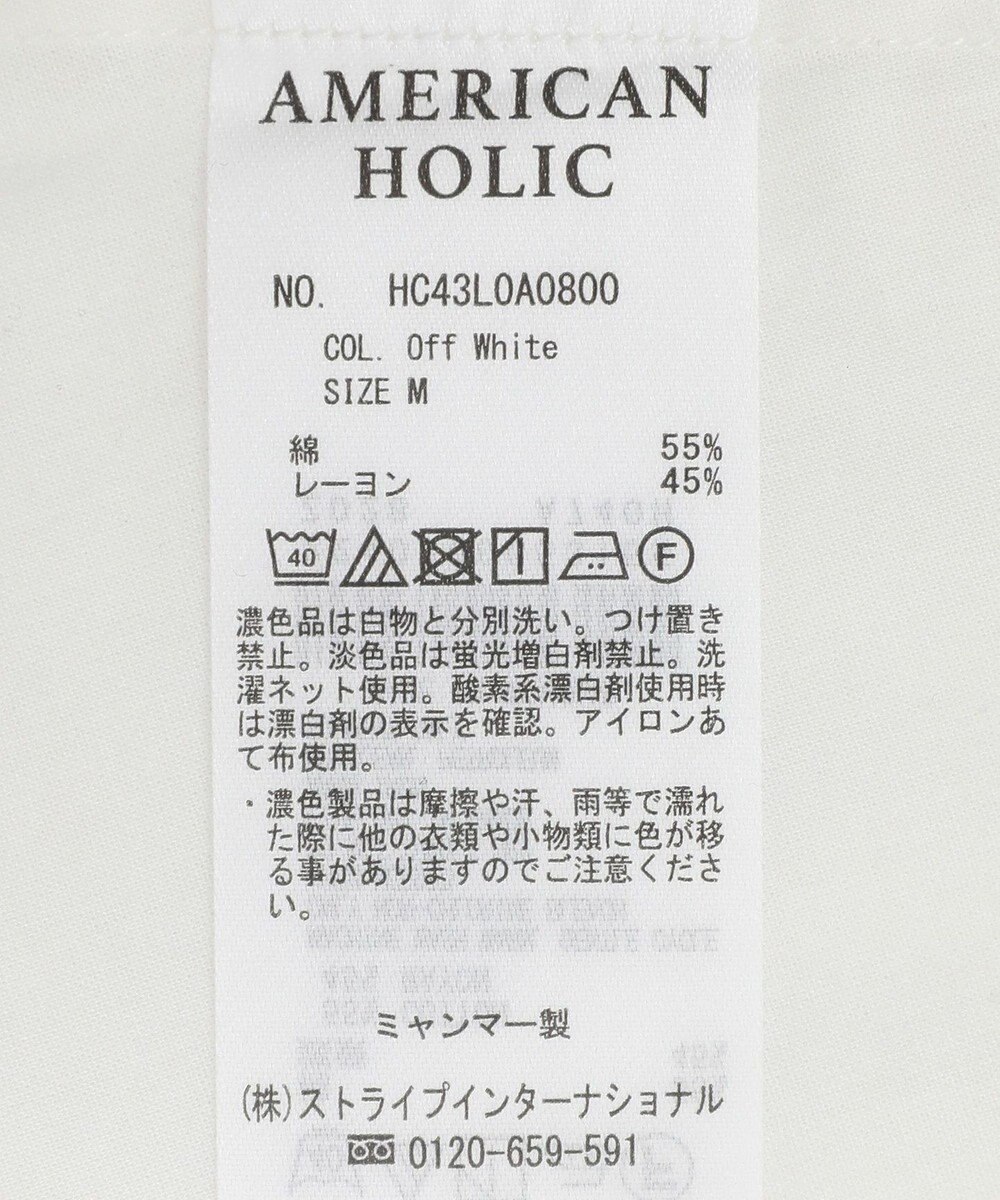 AMERICAN
HOLIC
NO. HC43L0A0800
COL. Off White
SIZE M
綿 55%
レーヨン 45%
40 F
濃色品は白物と分別洗い。つけ置き
禁止。淡色品は蛍光増白剤禁止。洗
濯ネット使用。酸素系漂白剤使用時
は漂白剤の表示を確認。アイロンあ
て布使用。
・濃色製品は摩擦や汗、雨等で濡れ
た際に他の衣類や小物類に色が移
る事がありますのでご注意くださ
い。
ミャンマー製
(株)ストライプインターナショナル
0120-659-591